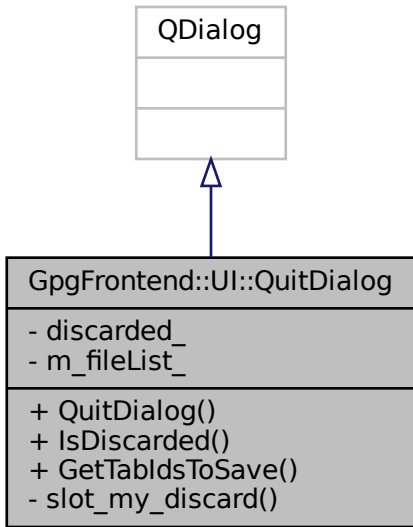 QDialog
GpgFrontend::UI::QuitDialog
- discarded_
- m_fileList_
+ QuitDialog()
+ IsDiscarded()
+ GetTabIdsToSave()
- slot_my_discard()